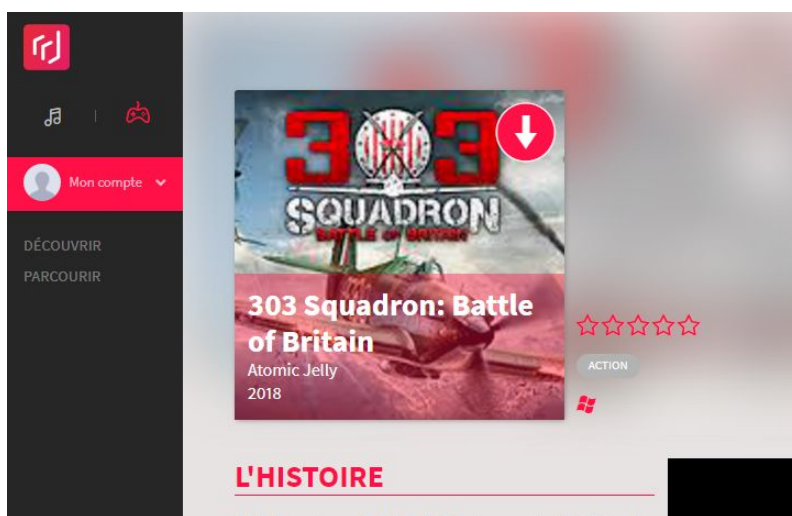 Mon compte
DÉCOUVRIR
PARCOURIR
303
SQUADRON
BATTLE OF BRITAIN
303 Squadron: Battle
of Britain
Atomic Jelly
2018
ACTION
L'HISTOIRE